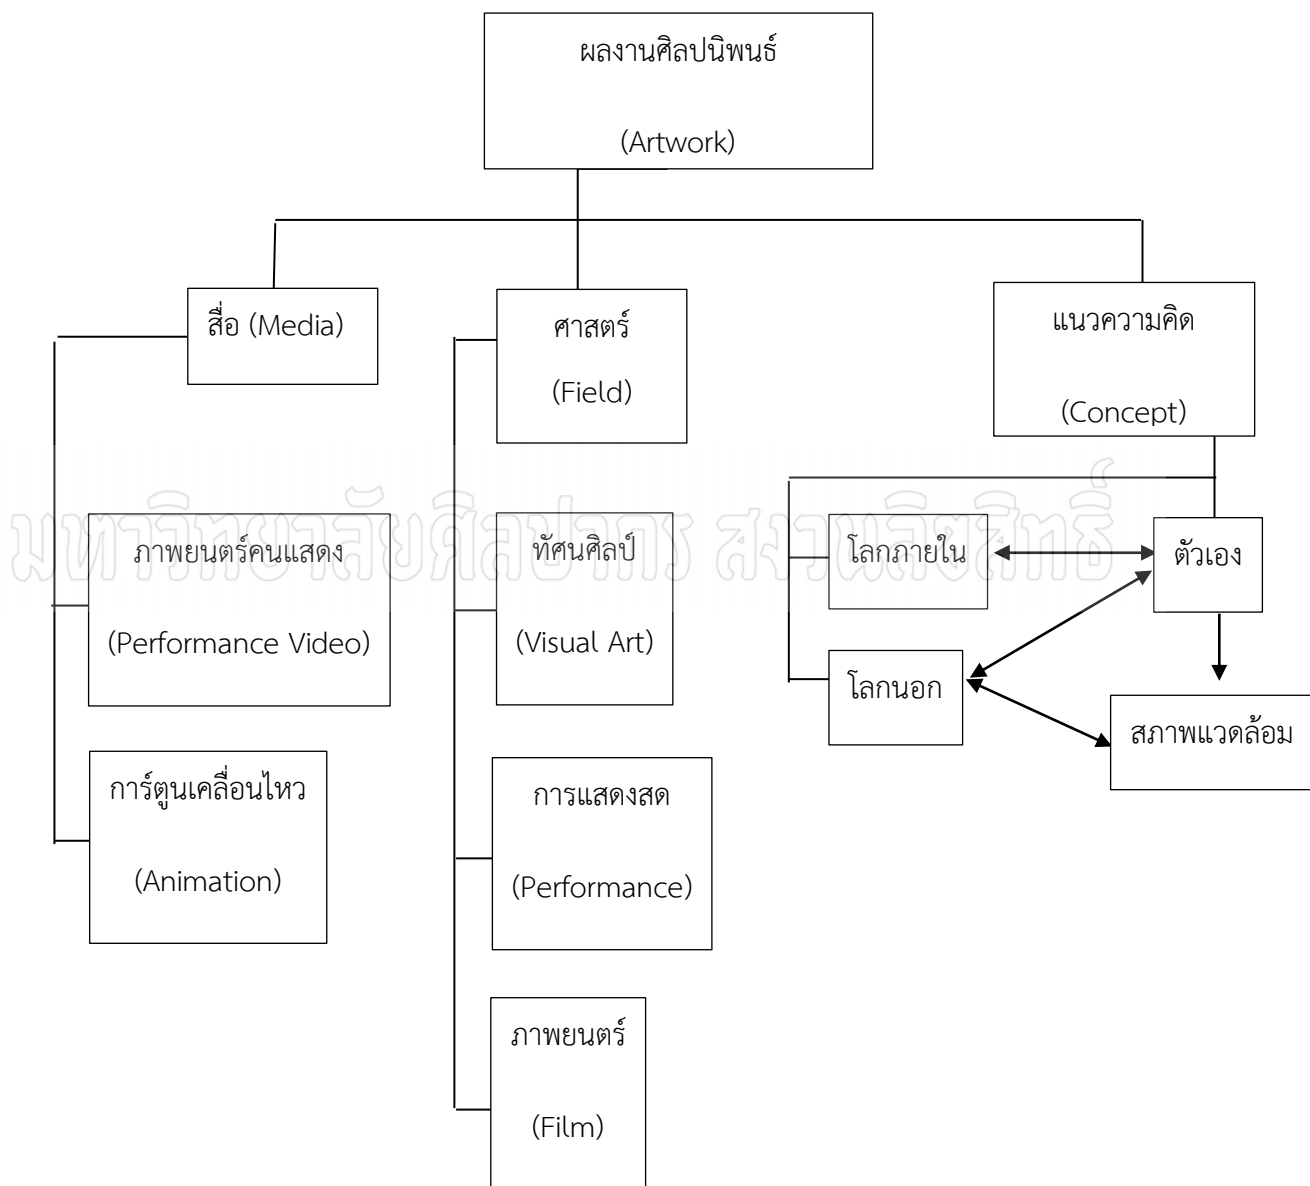 ผลงานศิลปนิพนธ์
(Artwork)
สื่อ (Media)
ศาสตร์
(Field)
แนวความคิด
(Concept)
มหาวิทยาลัยศิลปากร สงวนลิขสิทธิ์
ภาพยนตร์คนแสดง
(Performance Video)
การ์ตูนเคลื่อนไหว
(Animation)
ทัศนศิลป์
(Visual Art)
การแสดงสด
(Performance)
ภาพยนตร์
(Film)
โลกภายใน
ตัวเอง
โลกนอก
สภาพแวดล้อม